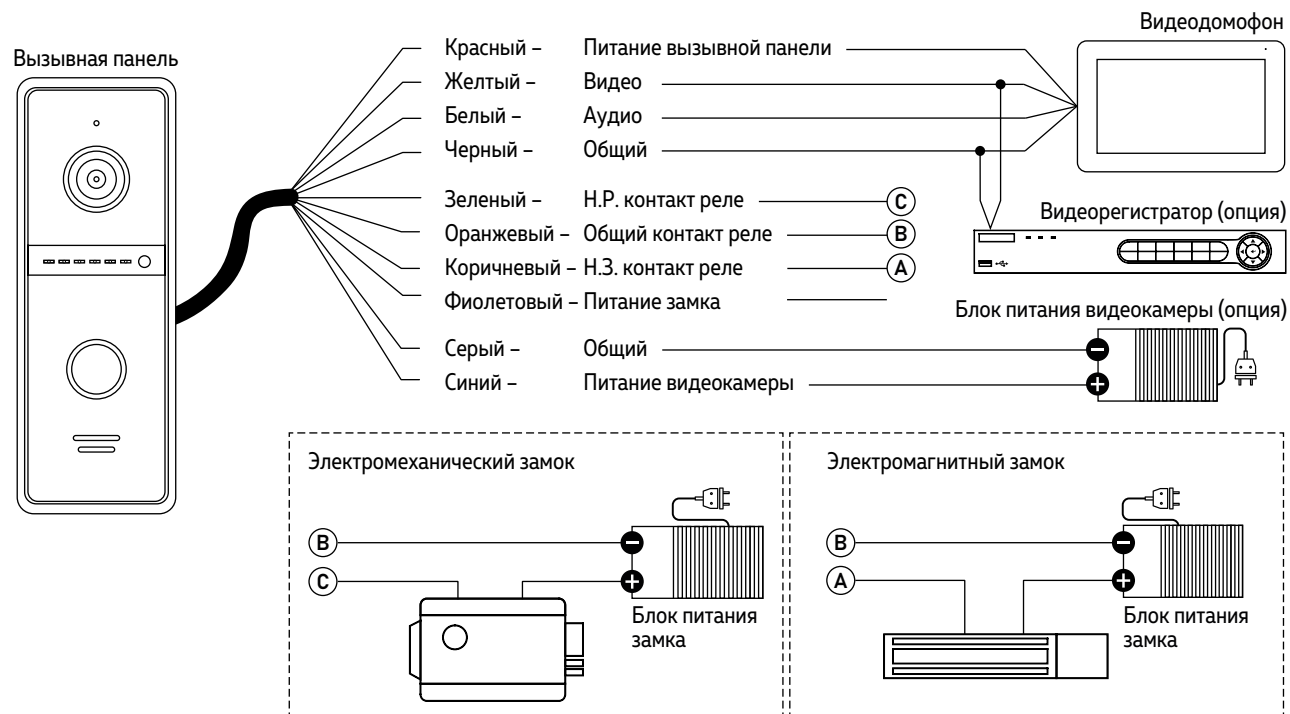 Вызывная панель
Видеодомофон
Красный – Питание вызывной панели
Желтый – Видео
Белый – Аудио
Черный – Общий
Зеленый – Н.Р. контакт реле C
Оранжевый – Общий контакт реле B
Коричневый – Н.З. контакт реле A
Фиолетовый – Питание замка
Видеорегистратор (опция)
Блок питания видеокамеры (опция)
Серый – Общий
Синий – Питание видеокамеры
Электромеханический замок
B
C
Блок питания
замка
Электромагнитный замок
B
A
Блок питания
замка